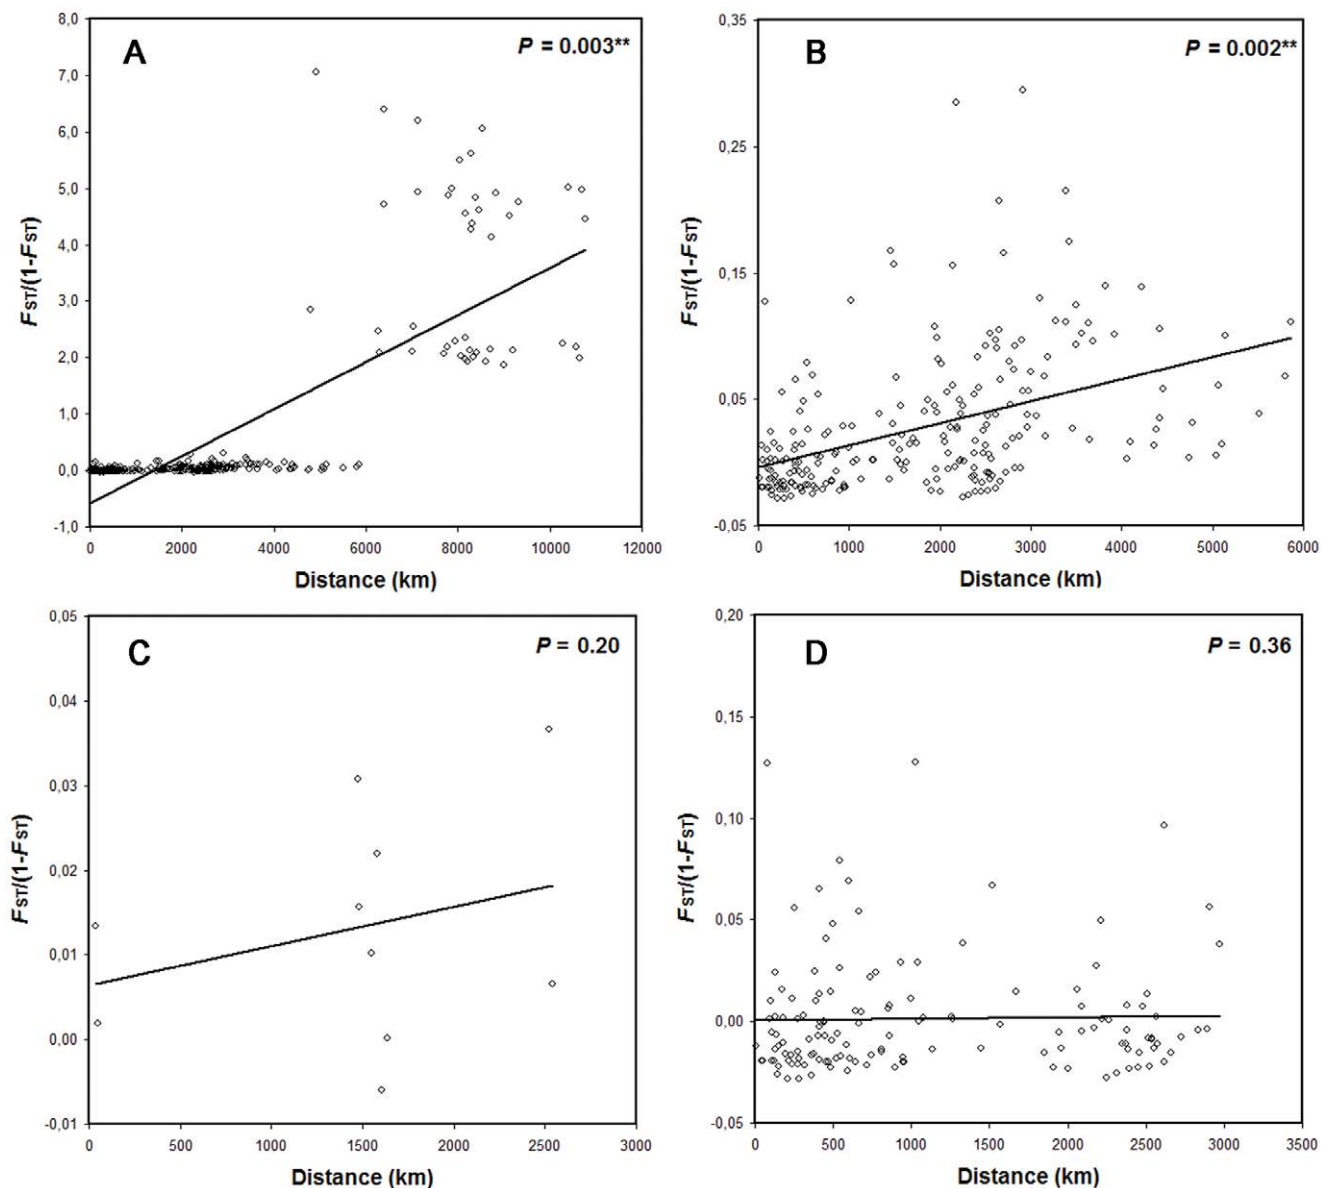 A
P = 0.003**
8,0
7,0
6,0
5,0
4,0
3,0
2,0
1,0
0,0
-1,0
FST/(1-FST)
0 2000 4000 6000 8000 10000 12000
Distance (km)
B
P = 0.002**
0,35
0,25
0,15
0,05
-0,05
FST/(1-FST)
0 1000 2000 3000 4000 5000 6000
Distance (km)
C
P = 0.20
0,05
0,04
0,03
0,02
0,01
0,00
-0,01
FST/(1-FST)
0 500 1000 1500 2000 2500 3000
Distance (km)
D
P = 0.36
0,20
0,15
0,10
0,05
0,00
-0,05
FST/(1-FST)
0 500 1000 1500 2000 2500 3000 3500
Distance (km)